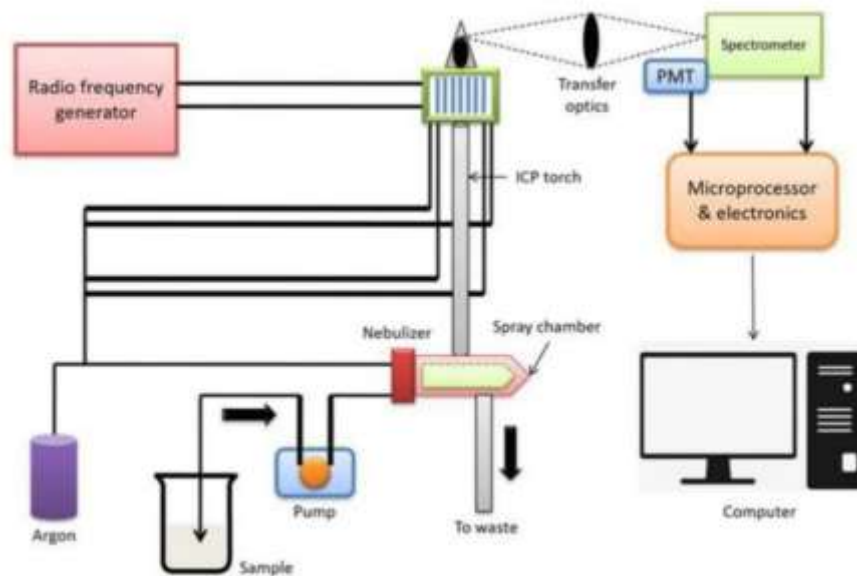 Radio frequency
generator
Transfer
optics
Spectrometer
PMT
ICP torch
Microprocessor
& electronics
Nebulizer
Spray chamber
Argon
Sample
Pump
To waste
Computer